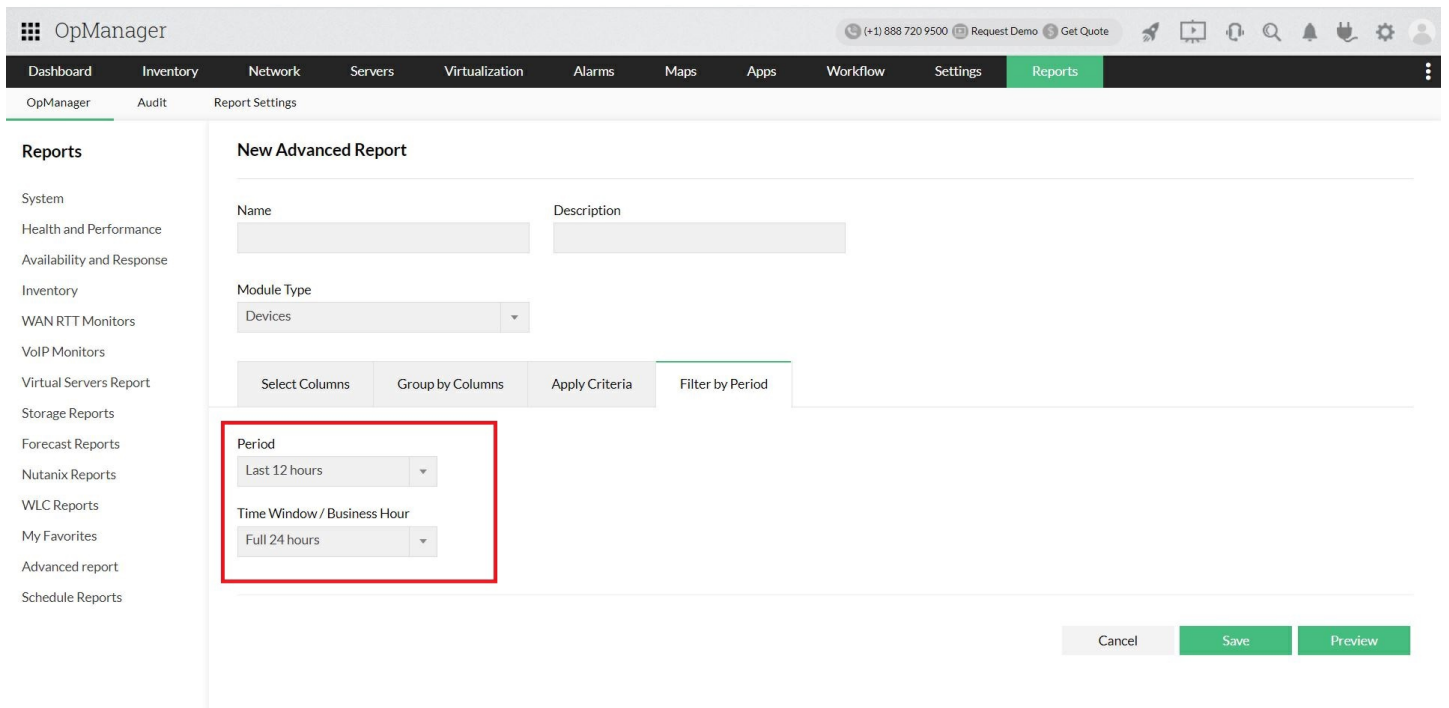 OpManager
(+1) 888 720 9500 Request Demo Get Quote
Dashboard Inventory Network Servers Virtualization Alarms Maps Apps Workflow Settings Reports
OpManager Audit Report Settings
Reports
System
Health and Performance
Availability and Response
Inventory
WAN RTT Monitors
VoIP Monitors
Virtual Servers Report
Storage Reports
Forecast Reports
Nutanix Reports
WLC Reports
My Favorites
Advanced report
Schedule Reports
New Advanced Report
Name Description
Module Type
Devices
Select Columns Group by Columns Apply Criteria Filter by Period
Period
Last 12 hours
Time Window / Business Hour
Full 24 hours
Cancel Save Preview